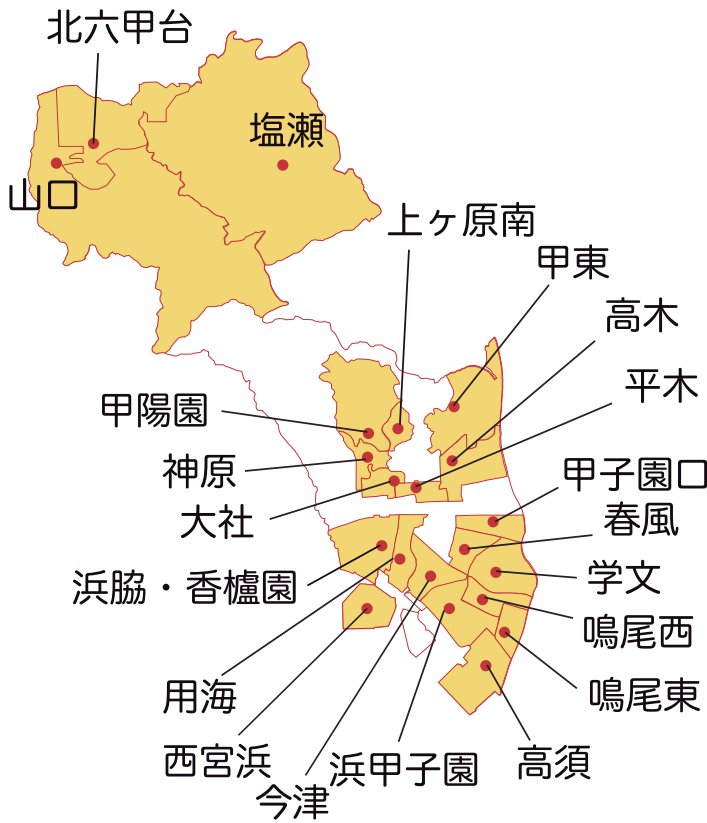 北六甲台
塩瀬
山口
上ヶ原南
甲東
高木
平木
甲陽園
神原
甲子園口
大社
春風
浜脇・香櫨園
学文
鳴尾西
用海
鳴尾東
西宮浜
浜甲子園
高須
今津